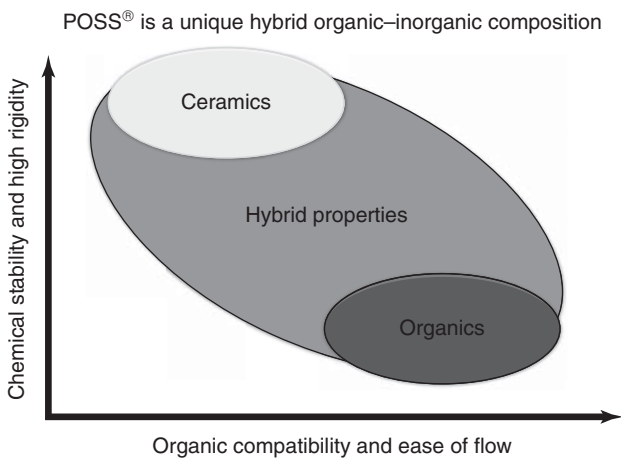 POSS® is a unique hybrid organic–inorganic composition
Chemical stability and high rigidity
Ceramics
Hybrid properties
Organics
Organic compatibility and ease of flow